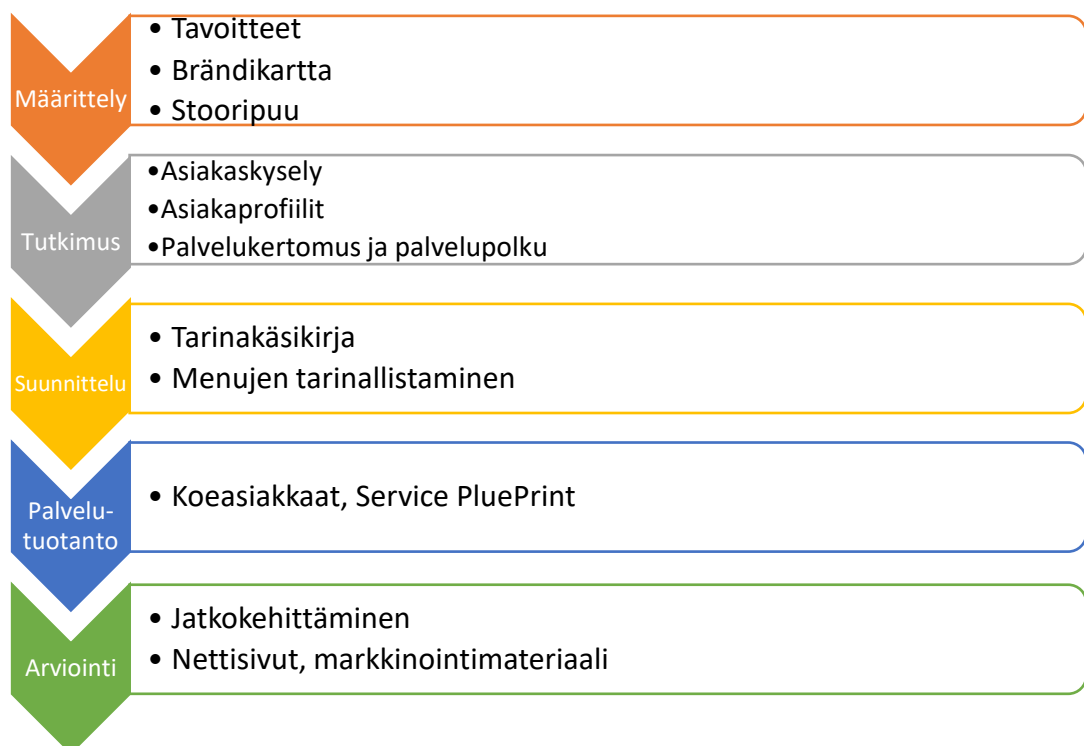 Määrittely
• Tavoitteet
• Brändikartta
• Stooripuu
Tutkimus
•Asiakaskysely
•Asiakaprofiilit
•Palvelukertomus ja palvelupolku
Suunnittelu
• Tarinakäsikirja
• Menujen tarinallistaminen
Palvelu-
tuotanto
• Koeasiakkaat, Service PluePrint
Arviointi
• Jatkokehittäminen
• Nettisivut, markkinointimateriaali